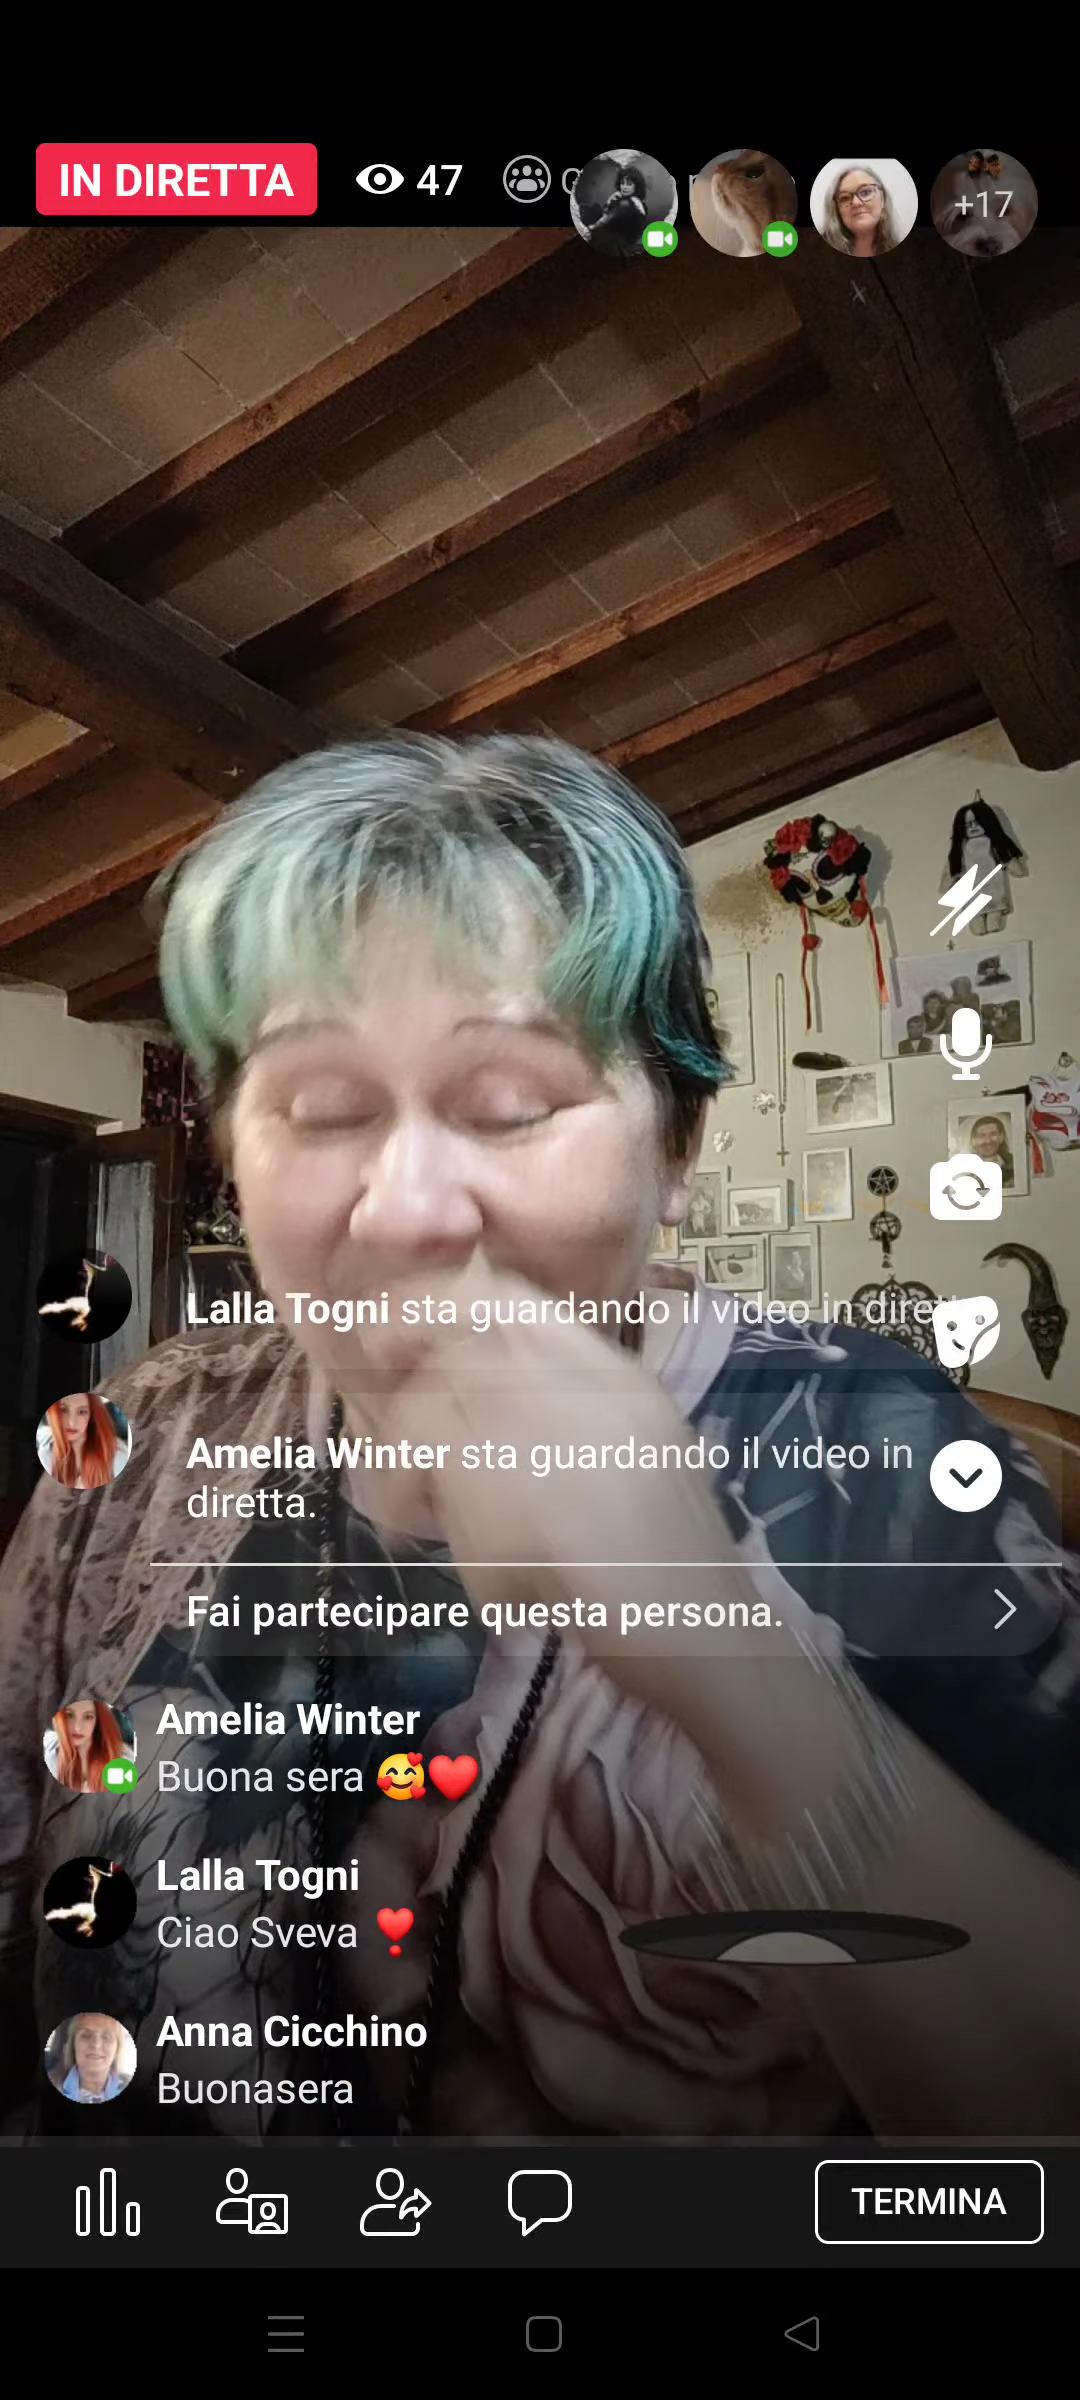 IN DIRETTA
47
+17
Lalla Togni sta guardando il video in
Amelia Winter sta guardando il video in
diretta.
Fai partecipare questa persona.
Amelia Winter
Buona sera 🥰❤️
Lalla Togni
Ciao Sveva ❣️
Anna Cicchino
Buonasera
TERMINA